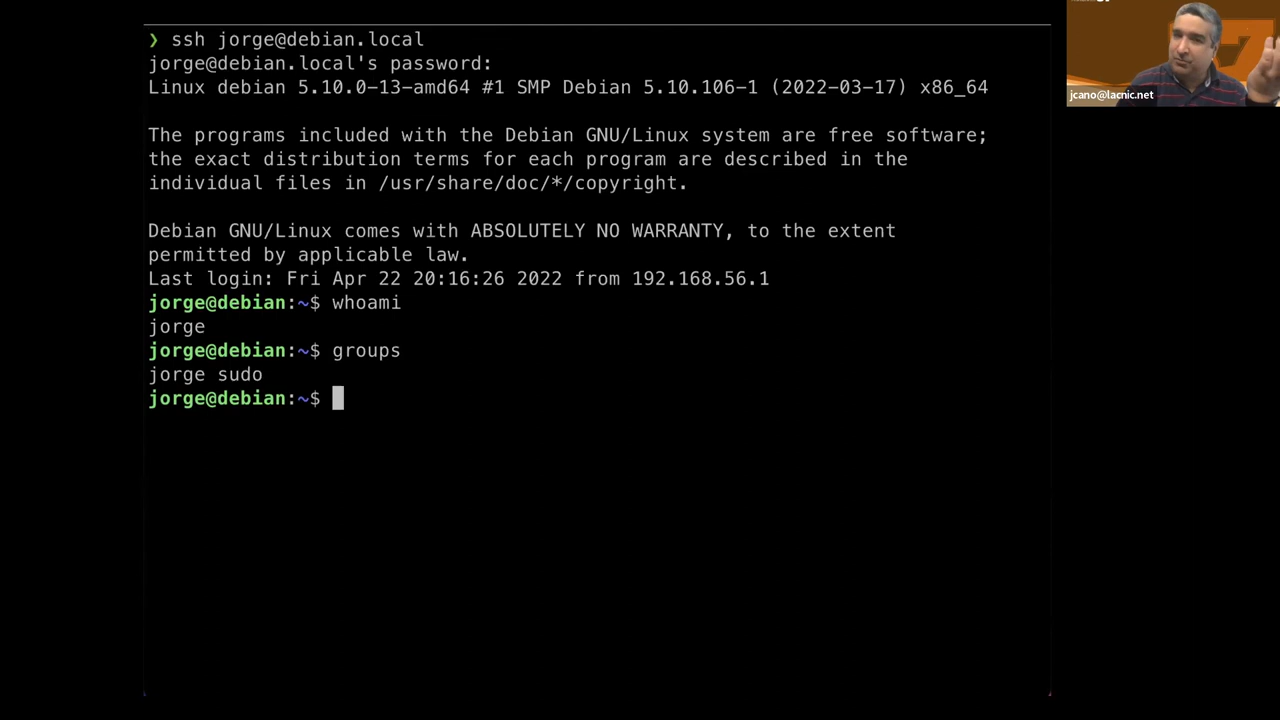 ❯ ssh jorge@debian.local
jorge@debian.local's password:
Linux debian 5.10.0-13-amd64 #1 SMP Debian 5.10.106-1 (2022-03-17) x86_64
The programs included with the Debian GNU/Linux system are free software;
the exact distribution terms for each program are described in the
individual files in /usr/share/doc/*/copyright.
Debian GNU/Linux comes with ABSOLUTELY NO WARRANTY, to the extent
permitted by applicable law.
Last login: Fri Apr 22 20:16:26 2022 from 192.168.56.1
jorge@debian:~$ whoami
jorge
jorge@debian:~$ groups
jorge sudo
jorge@debian:~$
jcano@lacnic.net